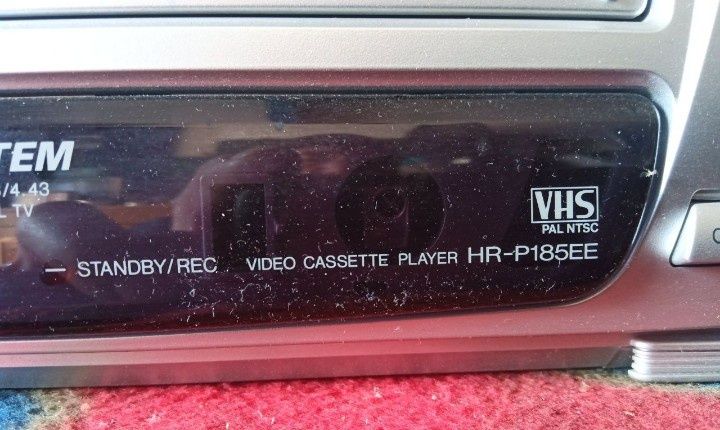 TEM
/4 43
L TV
VHS
PAL NTSC
STANDBY/REC VIDEO CASSETTE PLAYER HR-P185EE